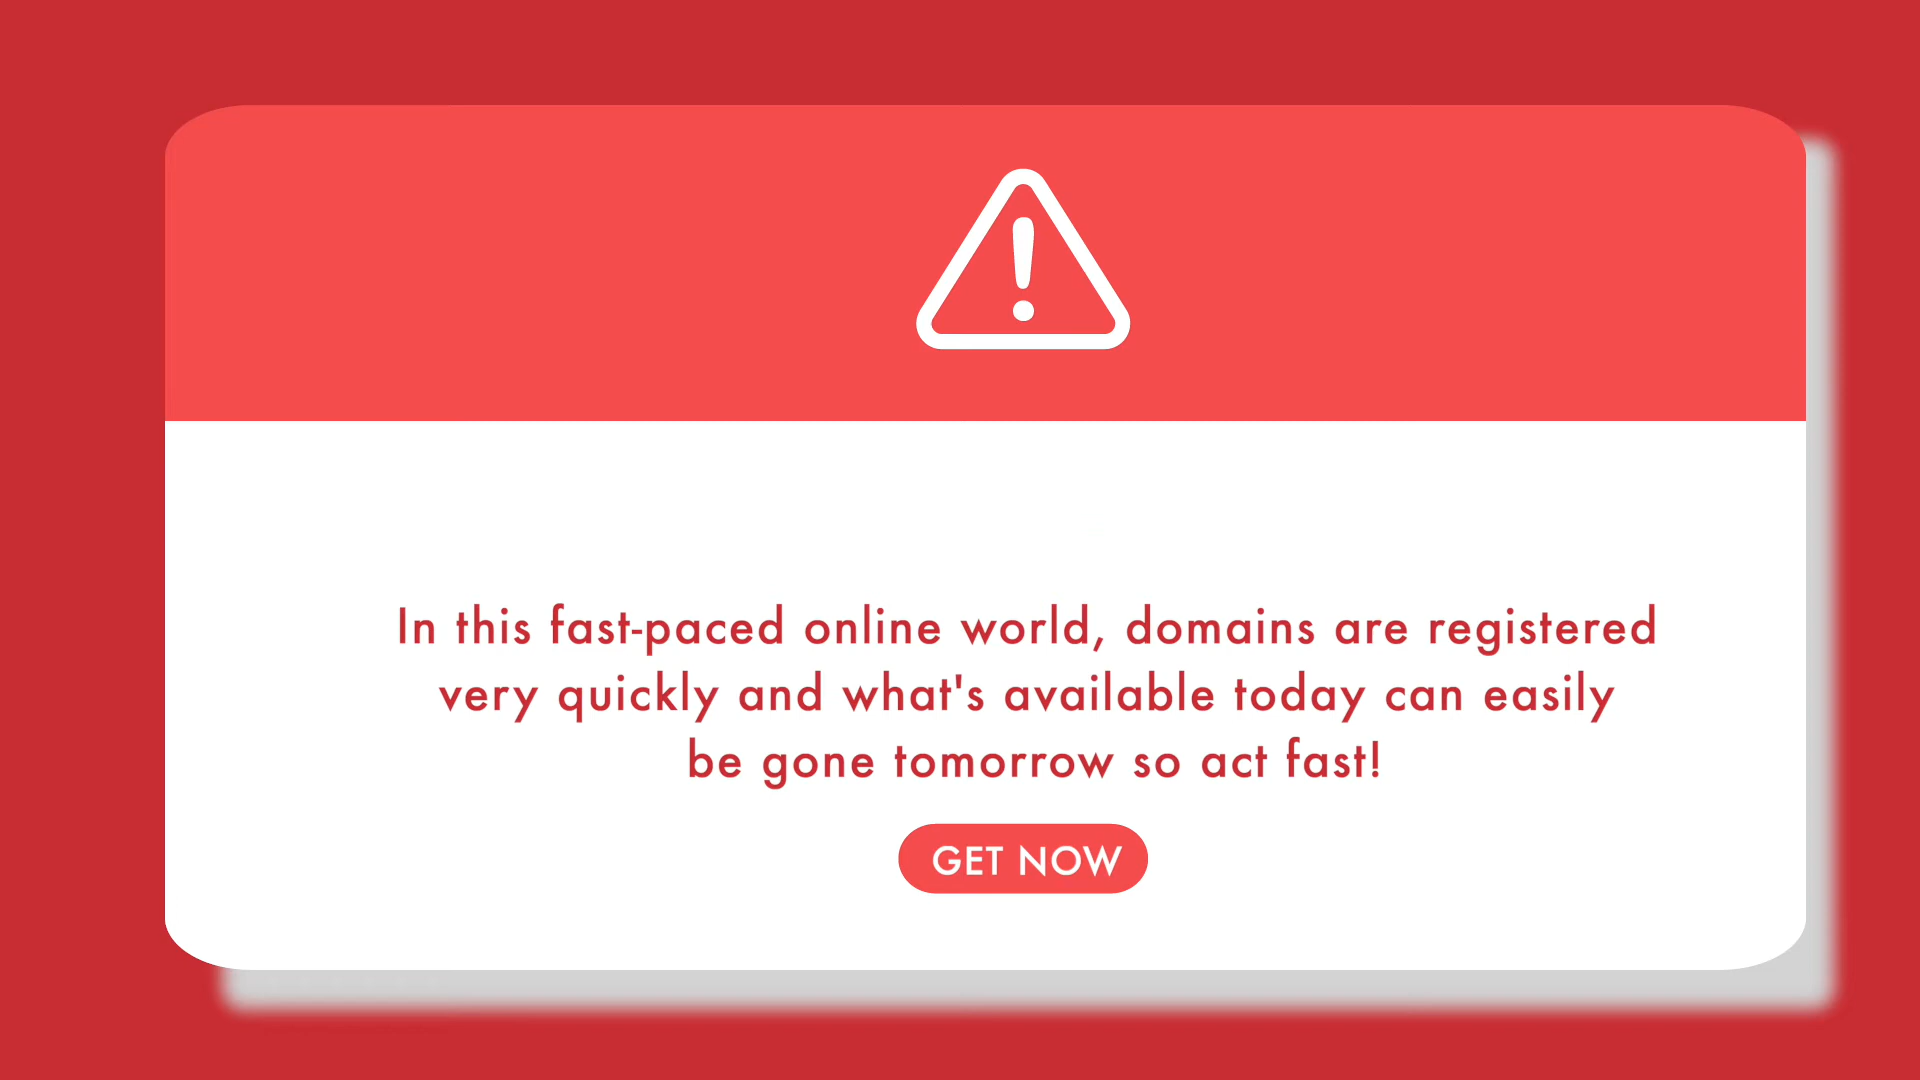 In this fast-paced online world, domains are registered
very quickly and what's available today can easily
be gone tomorrow so act fast!
GET NOW